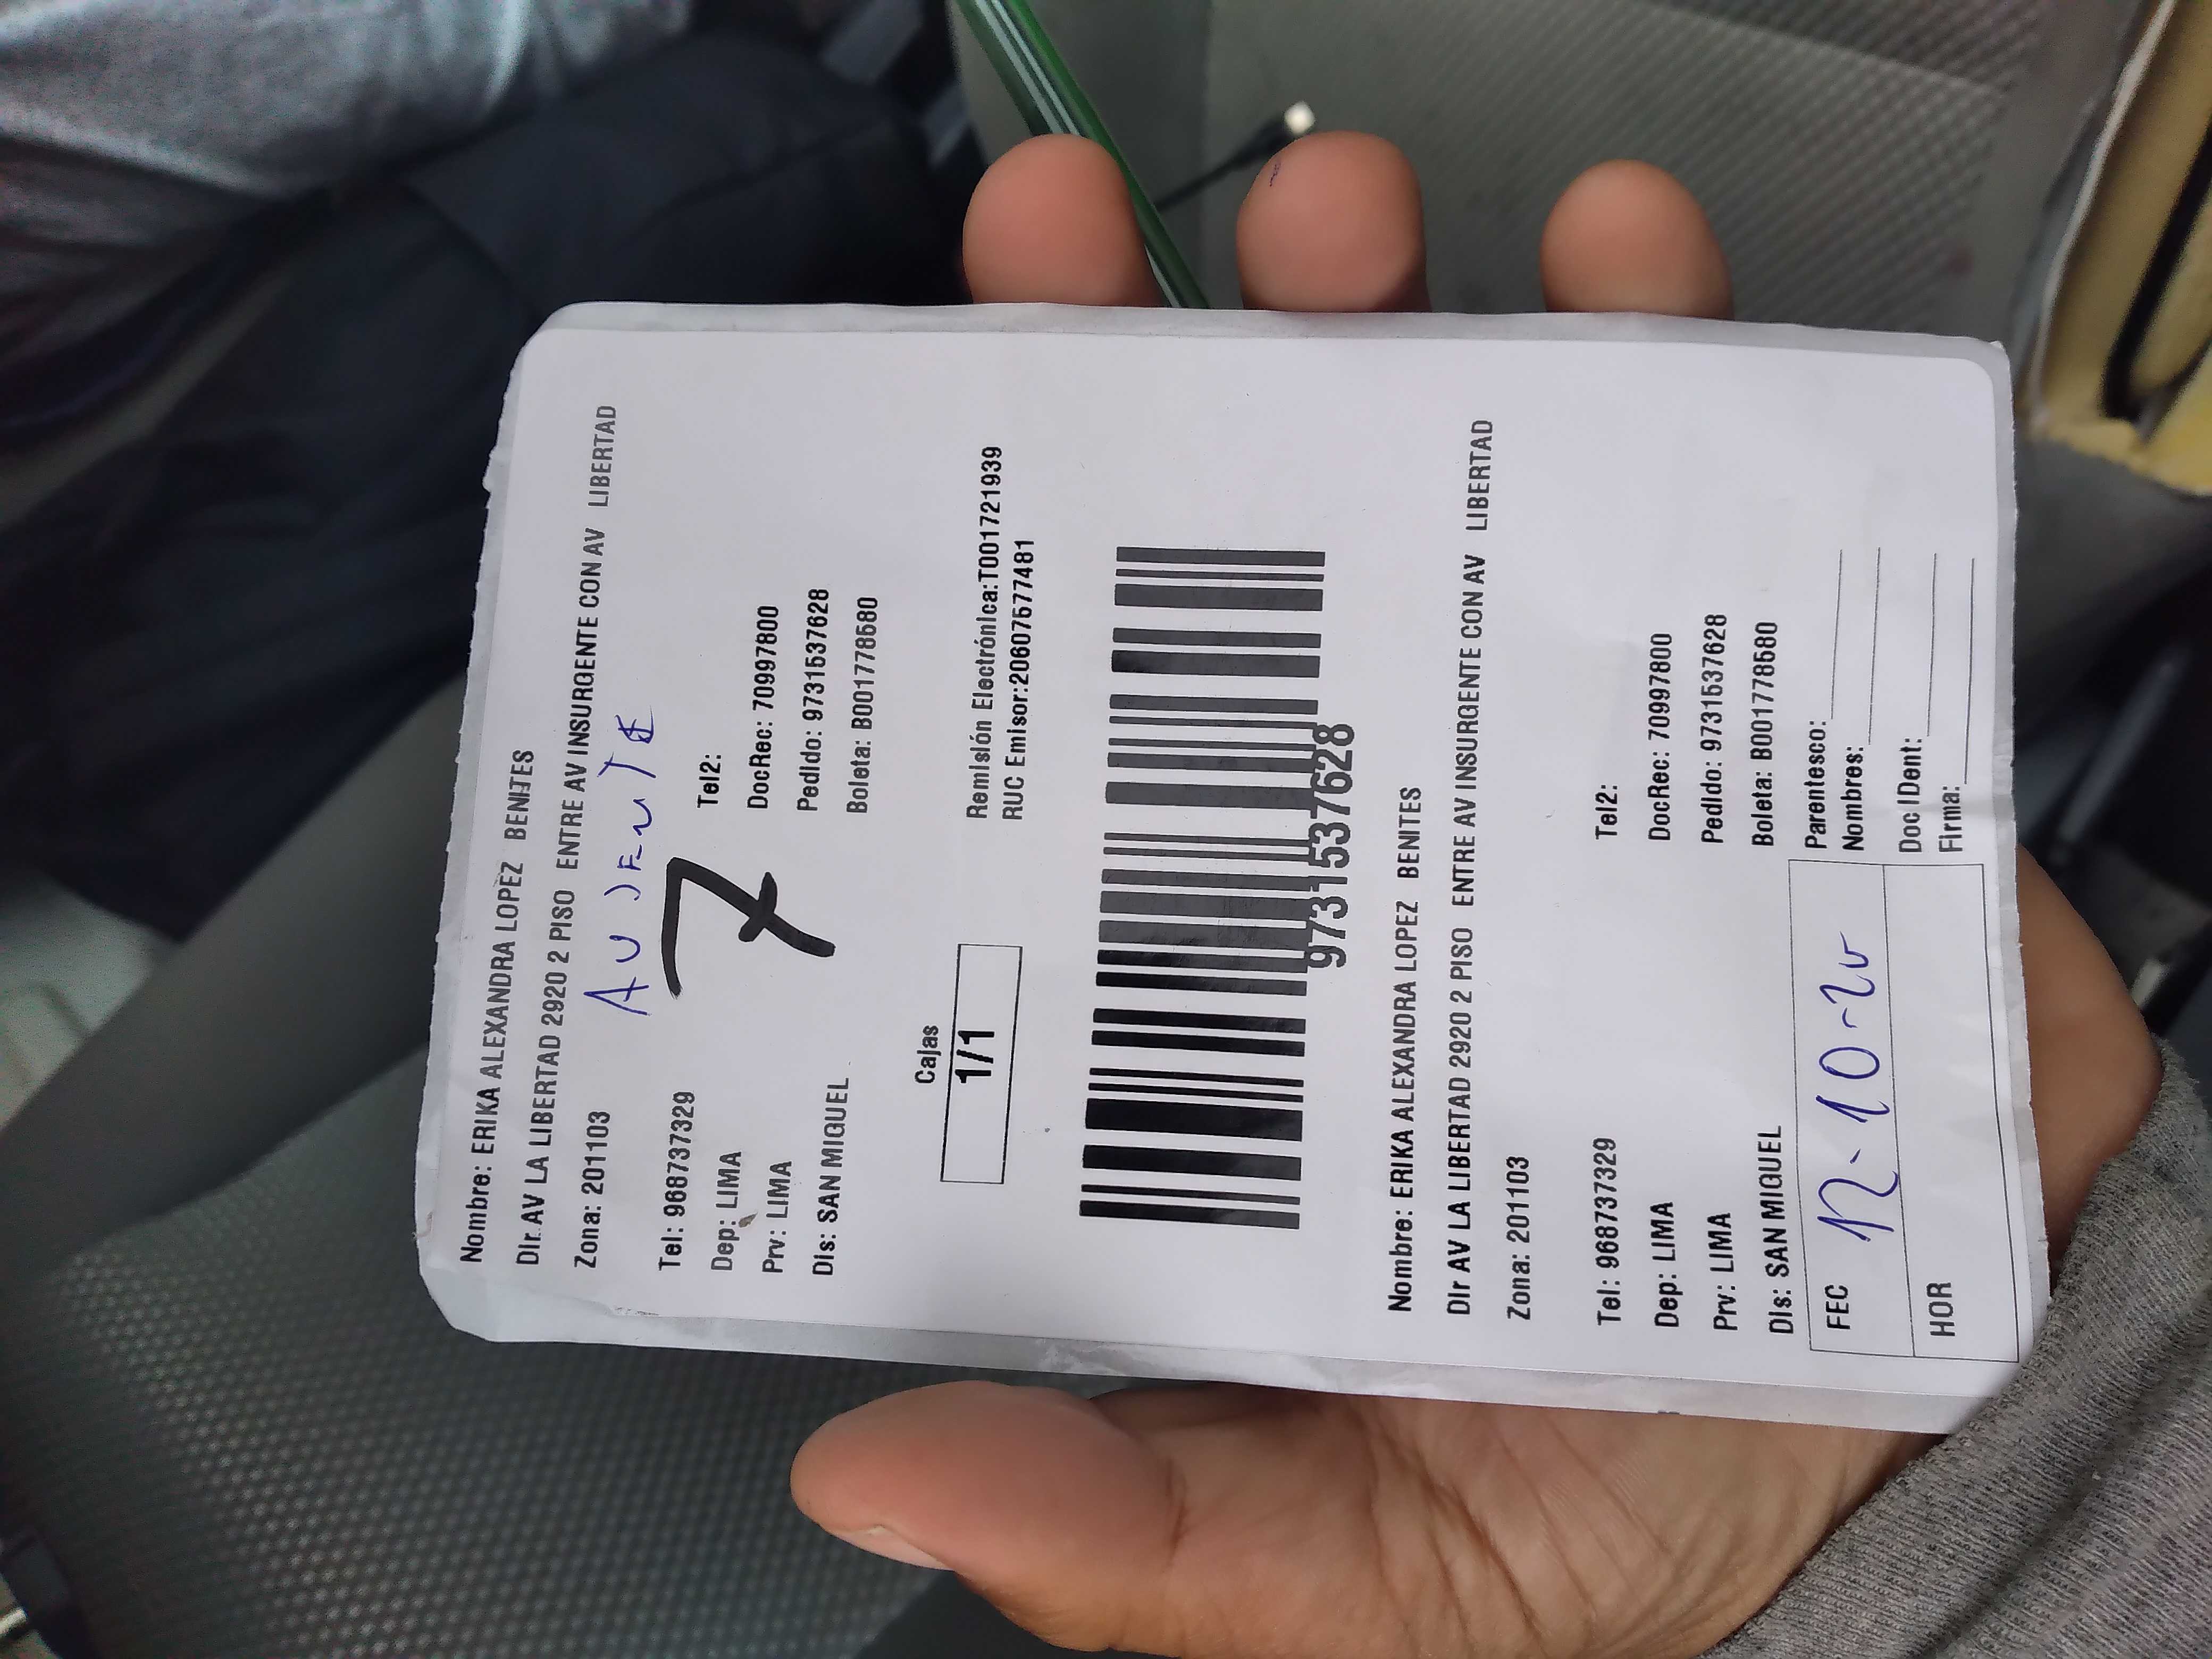 Nombre: ERIKA ALEXANDRA LOPEZ BENITES
Dir: AV LA LIBERTAD 2920 2 PISO ENTRE AV INSURGENTE CON AV LIBERTAD
Zona: 201103
AUSENTE
7
Tel: 968737329 Tel2:
Dep: LIMA DocRec: 70997800
Prv: LIMA Pedido: 9731537628
Dis: SAN MIGUEL Boleta: B001778580
Cajas
1/1
Remisión Electrónica:T001721939
RUC Emisor:20607577481
9731537628
Nombre: ERIKA ALEXANDRA LOPEZ BENITES
Dir AV LA LIBERTAD 2920 2 PISO ENTRE AV INSURGENTE CON AV LIBERTAD
Zona: 201103
Tel: 968737329 Tel2:
Dep: LIMA DocRec: 70997800
Prv: LIMA Pedido: 9731537628
Dis: SAN MIGUEL Boleta: B001778580
FEC 12-10-20
HOR
Parentesco:
Nombres:
Doc IDent:
Firma: